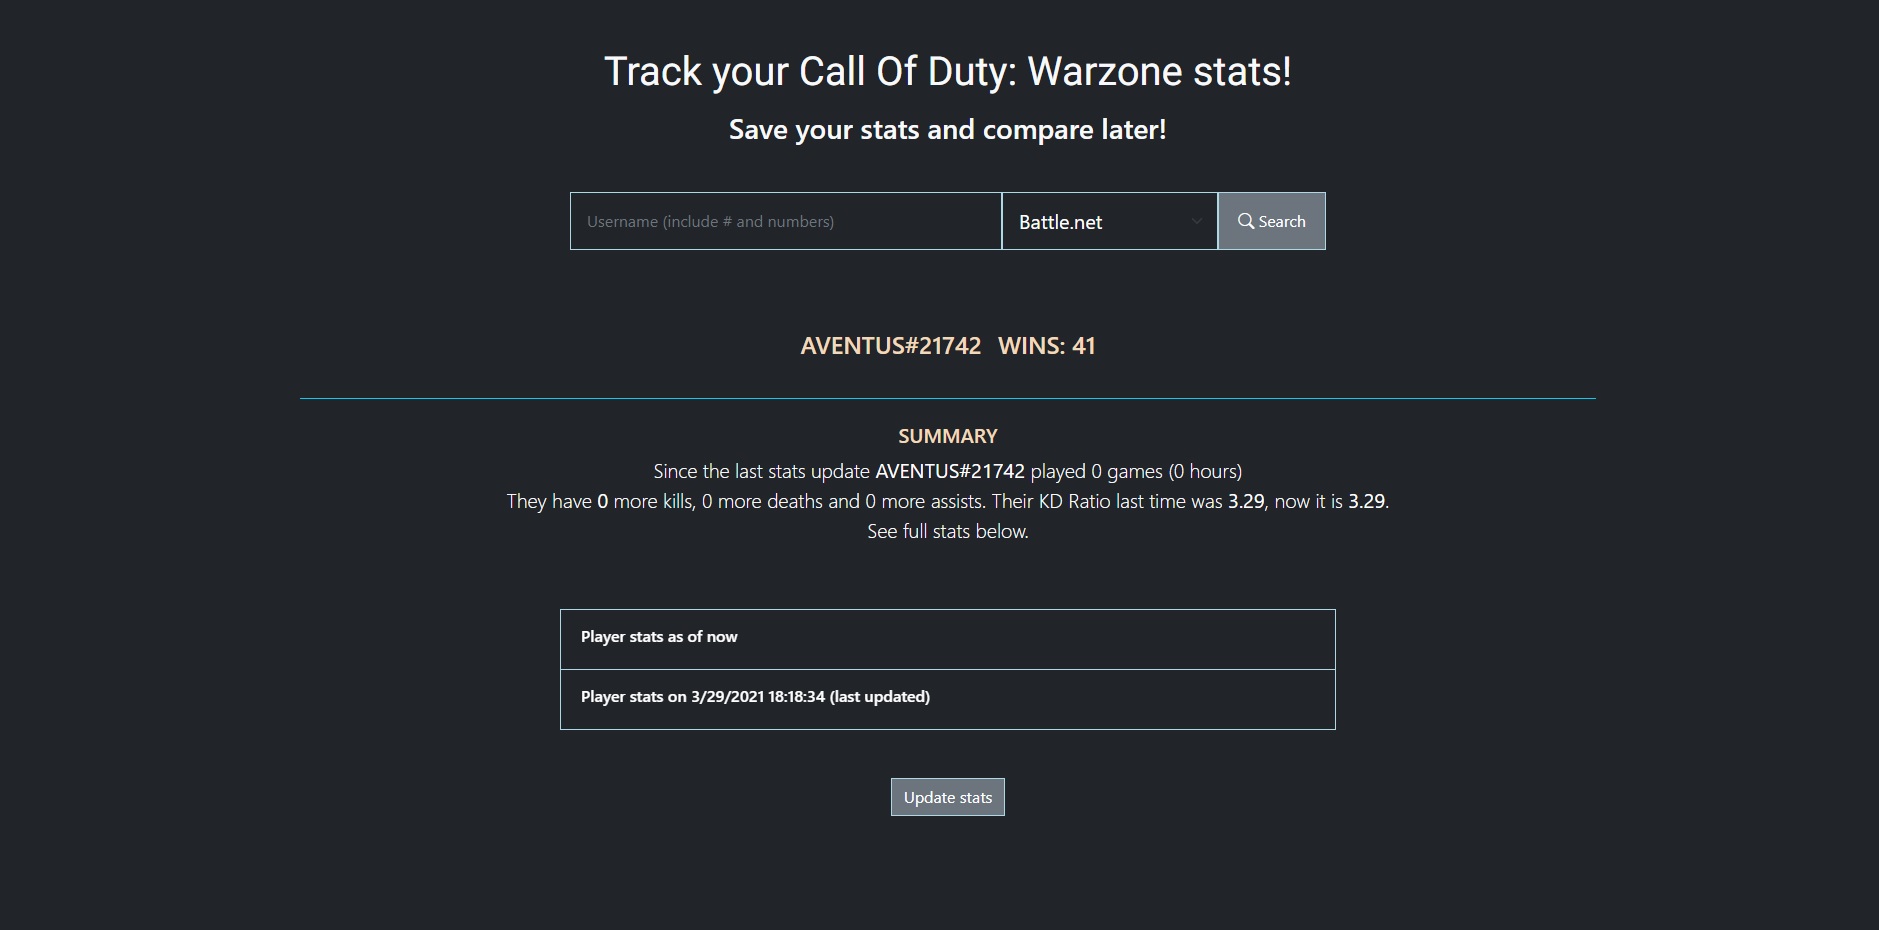 Track your Call Of Duty: Warzone stats!
Save your stats and compare later!
Username (include # and numbers)
Battle.net
Search
AVENTUS#21742 WINS: 41
SUMMARY
Since the last stats update AVENTUS#21742 played 0 games (0 hours)
They have 0 more kills, 0 more deaths and 0 more assists. Their KD Ratio last time was 3.29, now it is 3.29.
See full stats below.
Player stats as of now
Player stats on 3/29/2021 18:18:34 (last updated)
Update stats